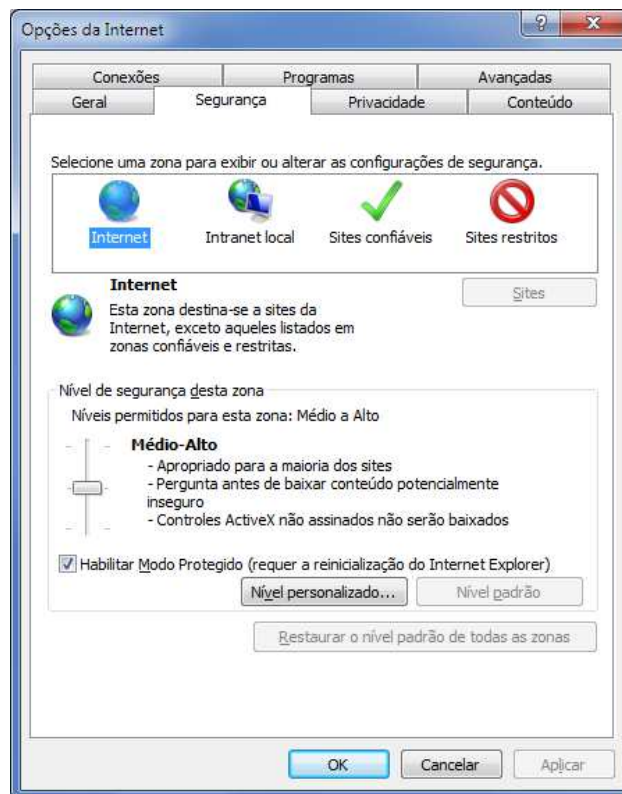 Opções da Internet
Conexões Programas Avançadas
Geral Segurança Privacidade Conteúdo
Selecione uma zona para exibir ou alterar as configurações de segurança.
Internet Intranet local Sites confiáveis Sites restritos
Internet
Sites
Esta zona destina-se a sites da
Internet, exceto aqueles listados em
zonas confiáveis e restritas.
Nível de segurança desta zona
Níveis permitidos para esta zona: Médio a Alto
Médio-Alto
- Apropriado para a maioria dos sites
- Pergunta antes de baixar conteúdo potencialmente
inseguro
- Controles ActiveX não assinados não serão baixados
Habilitar Modo Protegido (requer a reinicialização do Internet Explorer)
Nível personalizado... Nível padrão
Restaurar o nível padrão de todas as zonas
OK Cancelar Aplicar